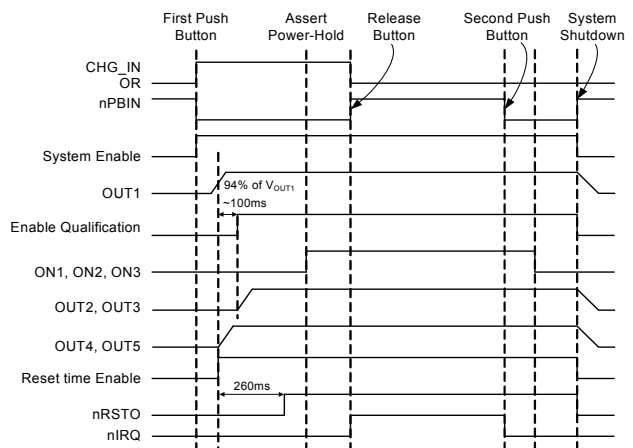 First Push
Button
Assert
Power-Hold
Release
Button
Second Push
Button
System
Shutdown
CHG_IN
OR
nPBIN
System Enable
OUT1
94% of VOUT1
~100ms
Enable Qualification
ON1, ON2, ON3
OUT2, OUT3
OUT4, OUT5
Reset time Enable
260ms
nRSTO
nIRQ